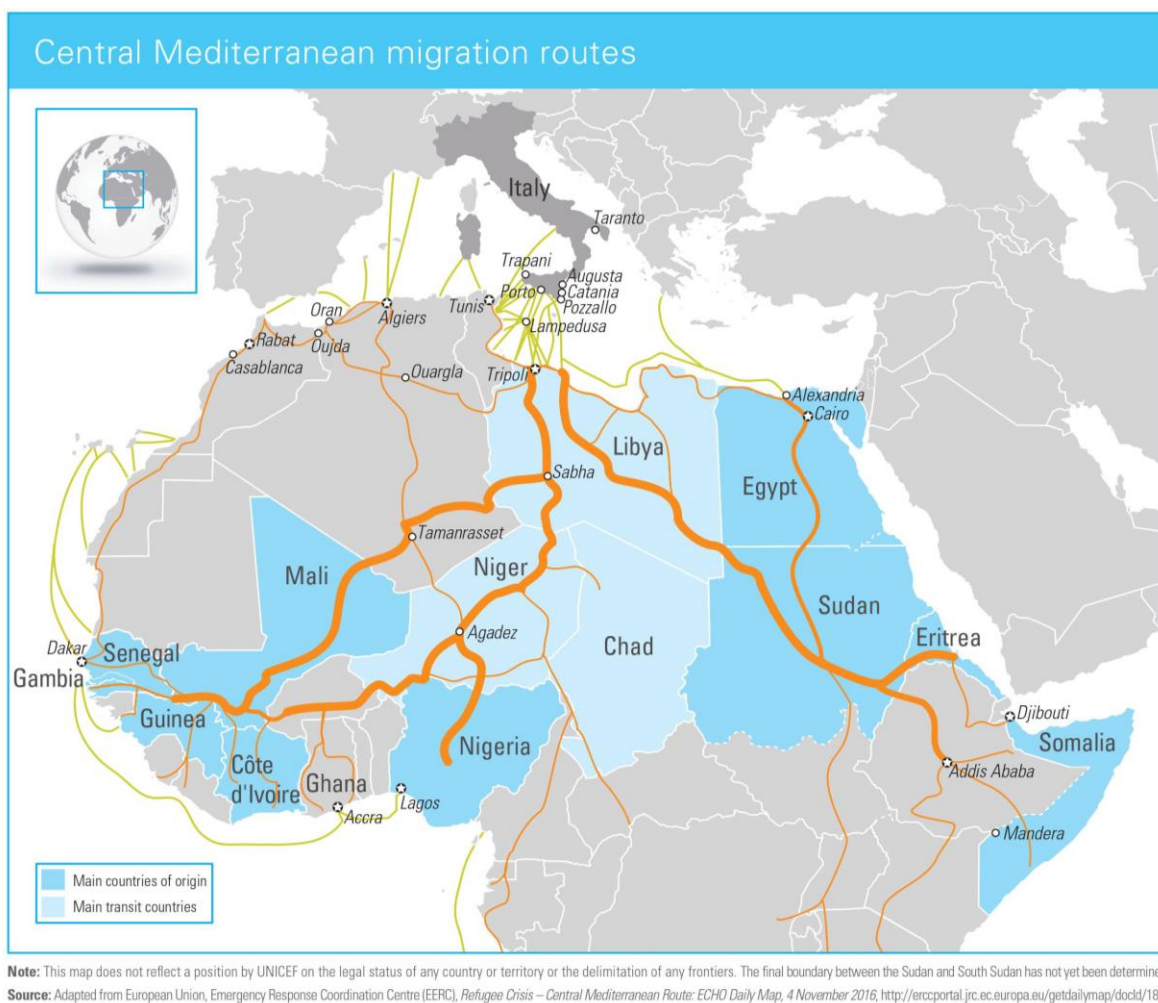 Central Mediterranean migration routes
Italy
Taranto
Trapani
Augusta
Porto
Catania
Pozzallo
Tunis
Lampedusa
Algiers
Oran
Oujda
Rabat
Casablanca
Ouargla
Tripoli
Alexandria
Cairo
Libya
Sabha
Egypt
Tamanrasset
Mali
Niger
Sudan
Agadez
Chad
Eritrea
Dakar
Senegal
Gambia
Guinea
Djibouti
Somalia
Nigeria
Côte
d'Ivoire
Ghana
Addis Ababa
Lagos
Accra
Mandera
Main countries of origin
Main transit countries
Note: This map does not reflect a position by UNICEF on the legal status of any country or territory or the delimitation of any frontiers. The final boundary between the Sudan and South Sudan has not yet been determine
Source: Adapted from European Union, Emergency Response Coordination Centre (EERC), Refugee Crisis – Central Mediterranean Route: ECHO Daily Map, 4 November 2016, http://erccportal.jrc.ec.europa.eu/getdailymap/docId/18